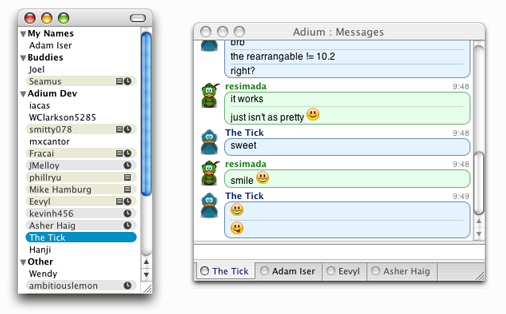 My Names
Adam Iser
Buddies
Joel
Seamus
Adium Dev
iacas
WClarkson5285
smitty078
mxcantor
Fracai
JMelloy
phillryu
Mike Hamburg
Eevyl
kevinh456
Asher Haig
The Tick
Hanji
Other
Wendy
ambitiouslemon
Adium : Messages
brb
the rearrangable != 10.2
right?
resimada 9:48
it works
just isn't as pretty
The Tick 9:48
sweet
resimada 9:48
smile
The Tick 9:49
The Tick Adam Iser Eevyl Asher Haig